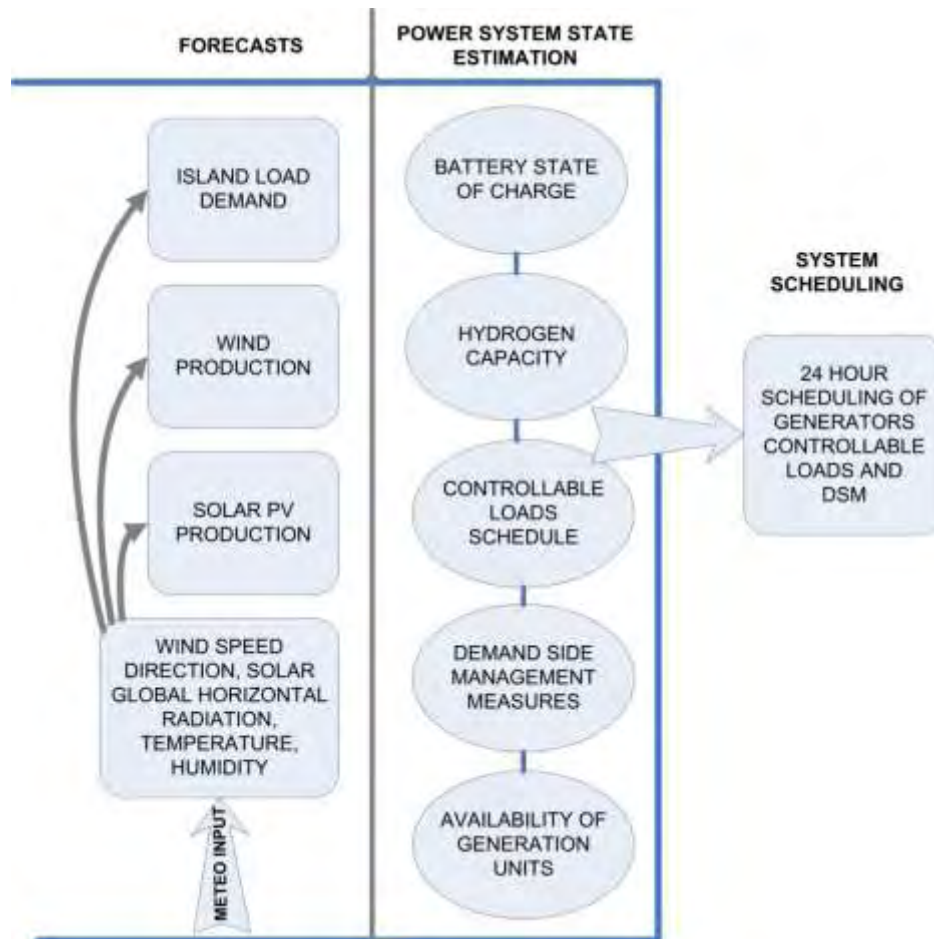 FORECASTS
POWER SYSTEM STATE
ESTIMATION
ISLAND LOAD
DEMAND
WIND
PRODUCTION
SOLAR PV
PRODUCTION
WIND SPEED
DIRECTION, SOLAR
GLOBAL HORIZONTAL
RADIATION,
TEMPERATURE,
HUMIDITY
METEO INPUT
BATTERY STATE
OF CHARGE
HYDROGEN
CAPACITY
CONTROLLABLE
LOADS
SCHEDULE
DEMAND SIDE
MANAGEMENT
MEASURES
AVAILABILITY OF
GENERATION
UNITS
SYSTEM
SCHEDULING
24 HOUR
SCHEDULING OF
GENERATORS
CONTROLLABLE
LOADS AND
DSM